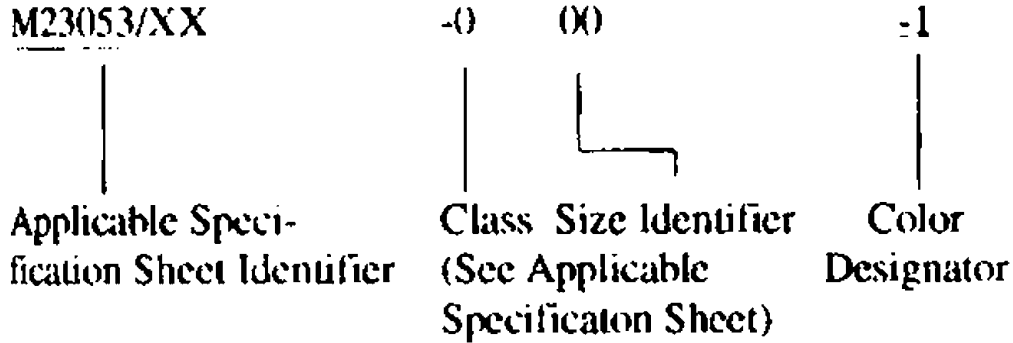 M23053/XX -0 00 -1
Applicable Speci- Class Size Identifier Color
fication Sheet Identifier (See Applicable Designator
Specificaton Sheet)